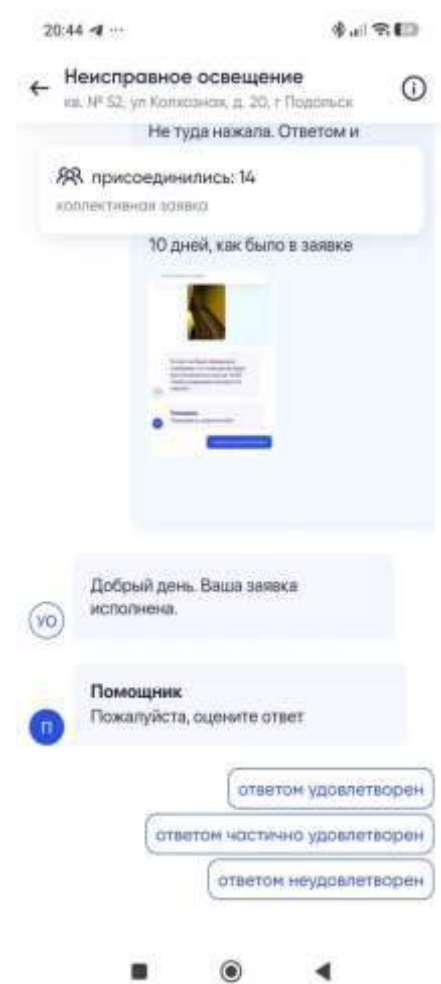 20:44
Неисправное освещение
кв. № 52, ул Колхозная, д. 20, г Подольск
Не туда нажала. Ответом и
присоединились: 14
коллективная заявка
10 дней, как было в заявке
Добрый день. Ваша заявка
исполнена.
УО
Помощник
Пожалуйста, оцените ответ
П
ответом удовлетворен
ответом частично удовлетворен
ответом неудовлетворен